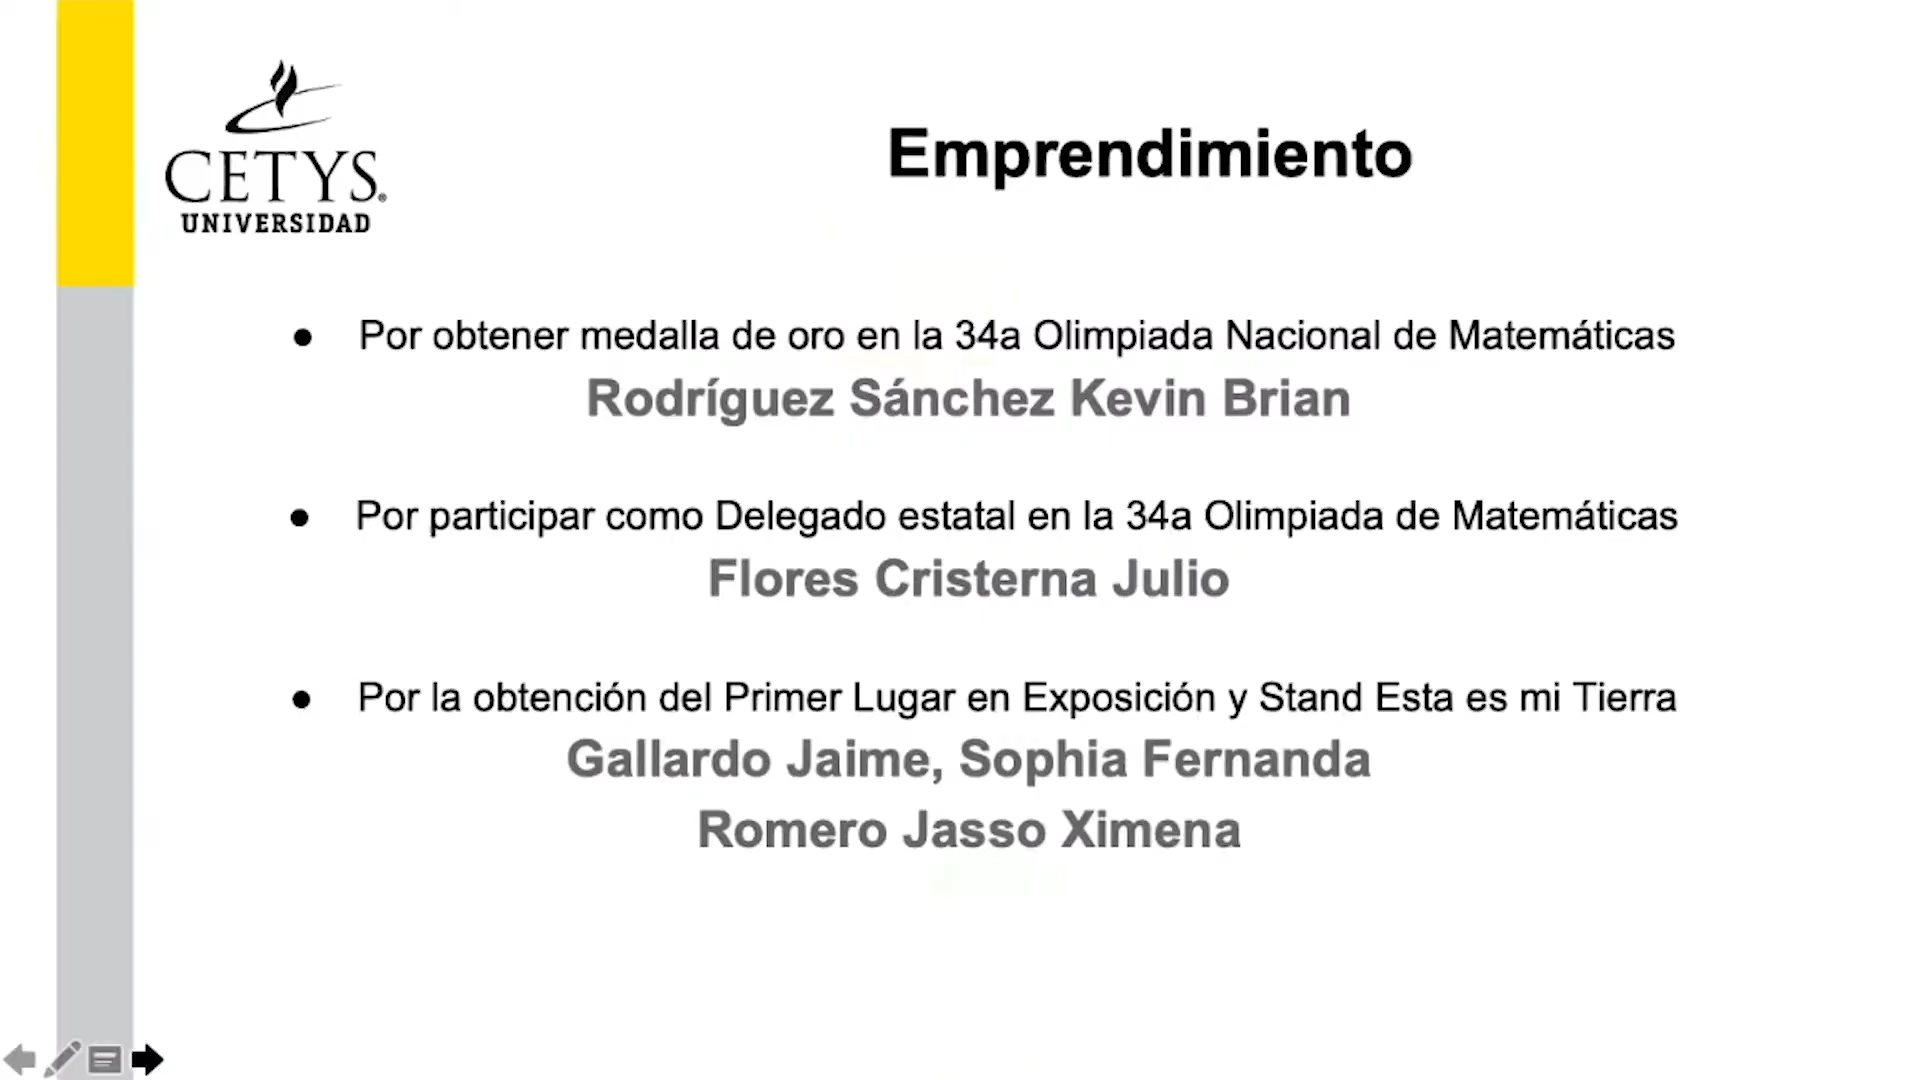 CETYS
UNIVERSIDAD
Emprendimiento
● Por obtener medalla de oro en la 34a Olimpiada Nacional de Matemáticas
Rodríguez Sánchez Kevin Brian
● Por participar como Delegado estatal en la 34a Olimpiada de Matemáticas
Flores Cristerna Julio
● Por la obtención del Primer Lugar en Exposición y Stand Esta es mi Tierra
Gallardo Jaime, Sophia Fernanda
Romero Jasso Ximena